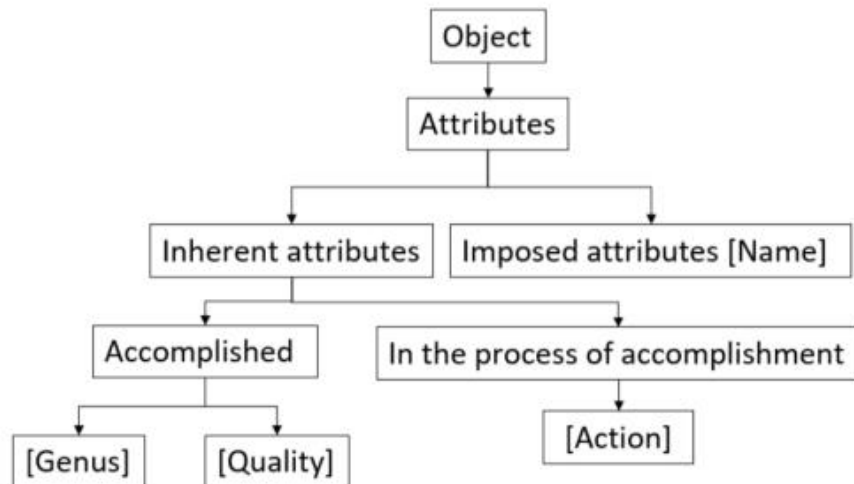 Object
Attributes
Inherent attributes
Imposed attributes [Name]
Accomplished
In the process of accomplishment
[Genus]
[Quality]
[Action]